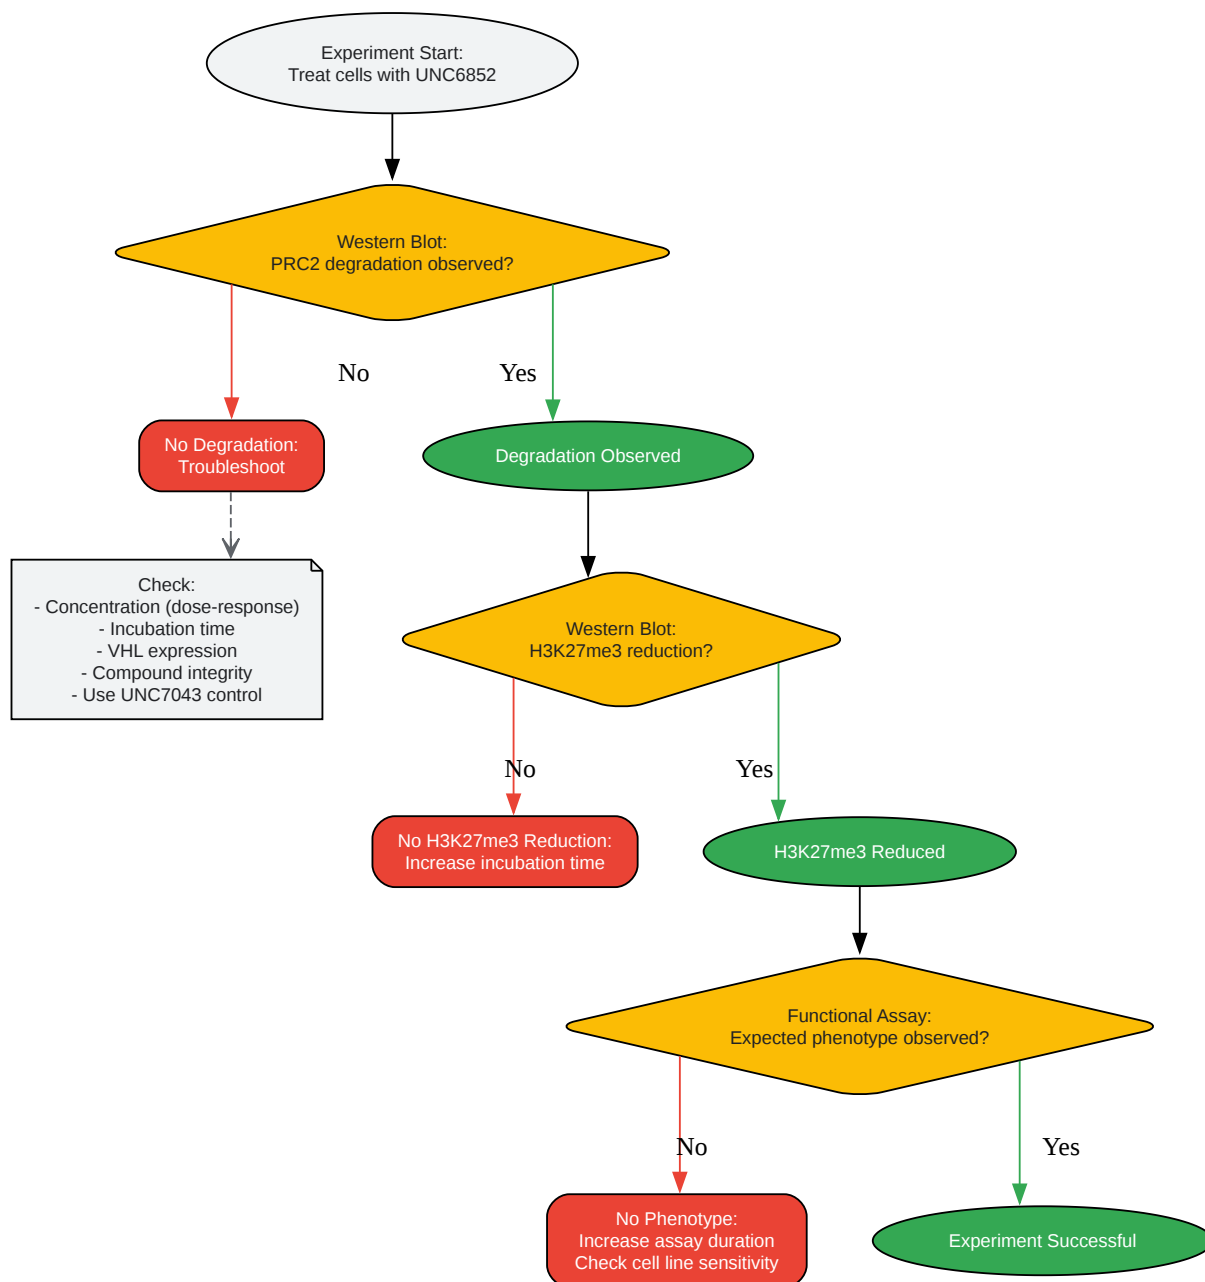 Experiment Start:
Treat cells with UNC6852
Western Blot:
PRC2 degradation observed?
No
Yes
No Degradation:
Troubleshoot
Degradation Observed
Check:
- Concentration (dose-response)
- Incubation time
- VHL expression
- Compound integrity
- Use UNC7043 control
Western Blot:
H3K27me3 reduction?
No
Yes
No H3K27me3 Reduction:
Increase incubation time
H3K27me3 Reduced
Functional Assay:
Expected phenotype observed?
No
Yes
No Phenotype:
Increase assay duration
Check cell line sensitivity
Experiment Successful